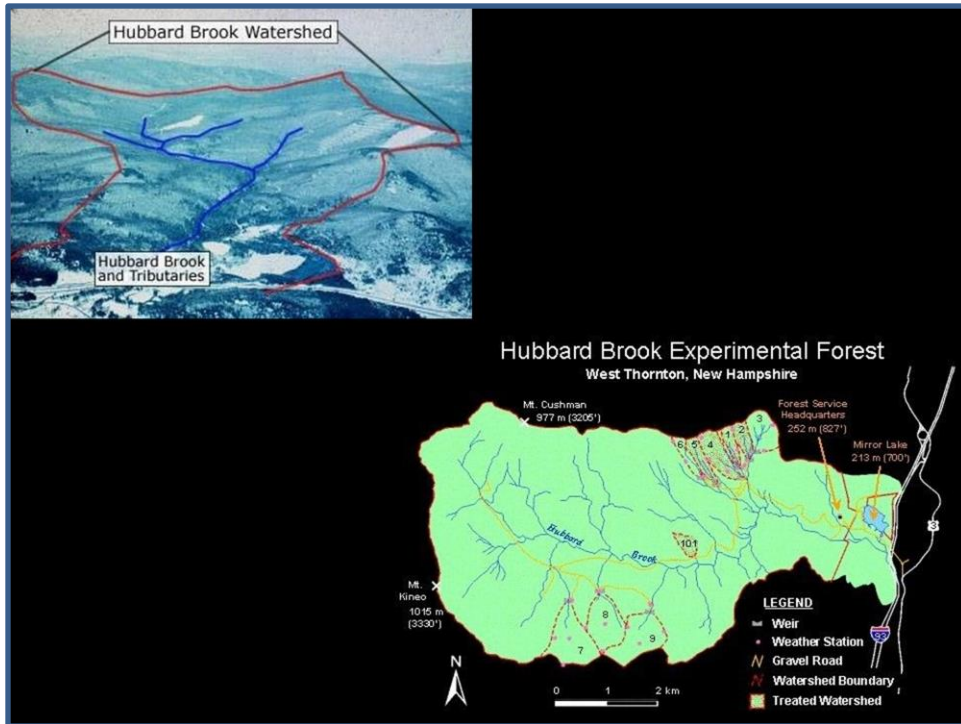 Hubbard Brook Watershed
Hubbard Brook
and Tributaries
Hubbard Brook Experimental Forest
West Thornton, New Hampshire
Mt. Cushman
977 m (3205')
Forest Service
Headquarters
252 m (827')
Mirror Lake
213 m (700')
6 5 4 1 2 3
3
Hubbard Brook
101
Mt.
Kineo
1015 m
(3330')
7 8 9
93
N
0 1 2 km
LEGEND
Weir
Weather Station
Gravel Road
Watershed Boundary
Treated Watershed